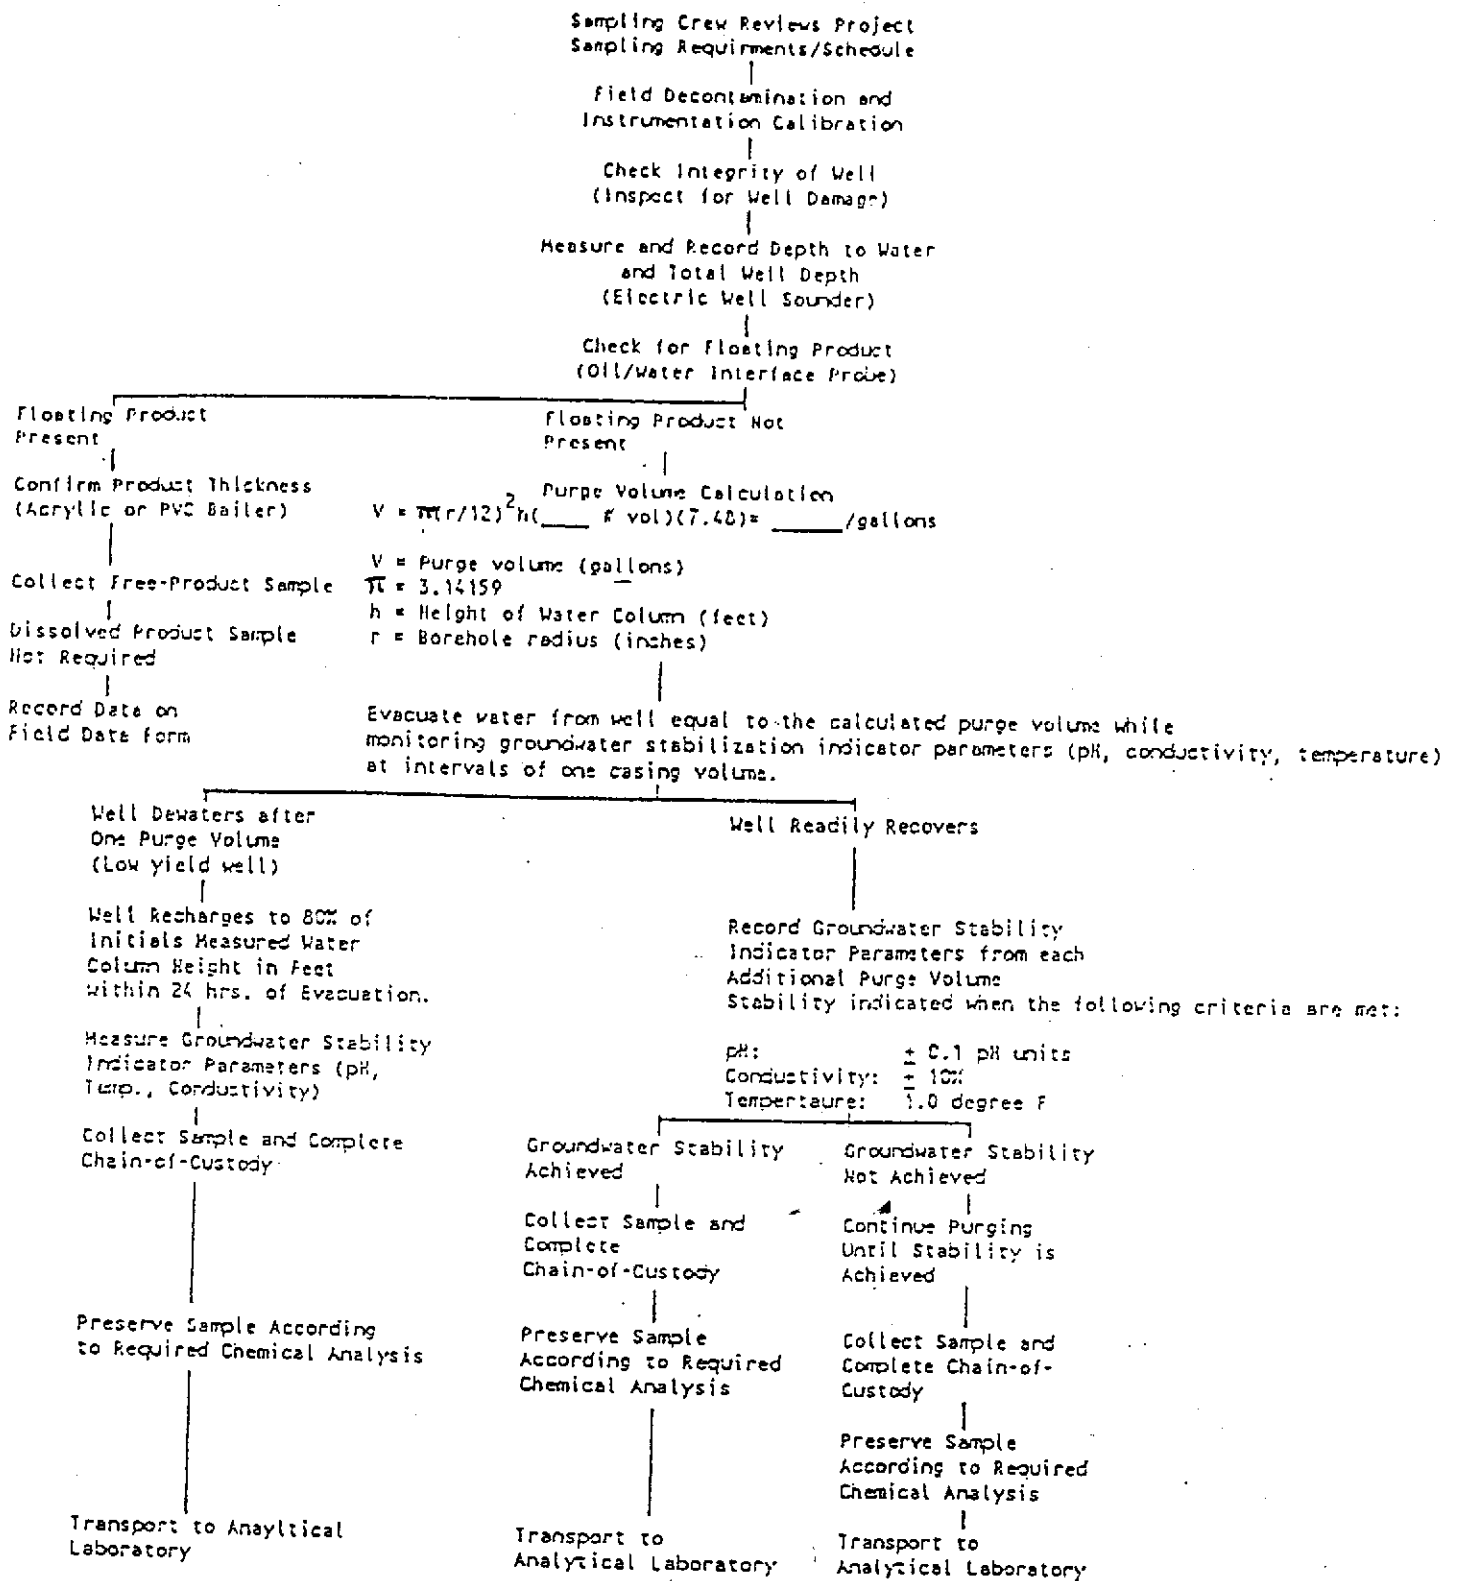 Sampling Crew Reviews Project
Sampling Requirments/Schedule
Field Decontamination and
Instrumentation Calibration
Check Integrity of Well
(Inspect for Well Damage)
Measure and Record Depth to Water
and Total Well Depth
(Electric Well Sounder)
Check for Floating Product
(Oil/Water Interface Probe)
Floating Product
Present
Confirm Product Thickness
(Acrylic or PVC Bailer)
Collect Free-Product Sample
Dissolved Product Sample
Not Required
Record Data on
Field Data form
Floating Product Not
Present
Purge Volume Calculation
V = π(r/12)²h(____ # vol)(7.48)= ______/gallons
V = Purge volume (gallons)
π = 3.14159
h = Height of Water Column (feet)
r = Borehole radius (inches)
Evacuate water from well equal to the calculated purge volume while
monitoring groundwater stabilization indicator parameters (pH, conductivity, temperature)
at intervals of one casing volume.
Well Dewaters after
One Purge Volume
(Low yield well)
Well Recharges to 80% of
Initials Measured Water
Column Height in Feet
within 24 hrs. of Evacuation.
Measure Groundwater Stability
Indicator Parameters (pH,
Temp., Conductivity)
Collect Sample and Complete
Chain-of-Custody
Preserve Sample According
to Required Chemical Analysis
Transport to Anayltical
Laboratory
Well Readily Recovers
Record Groundwater Stability
Indicator Parameters from each
Additional Purge Volume
Stability indicated when the following criteria are met:
pH: ± 0.1 pH units
Conductivity: ± 10%
Tempertaure: 1.0 degree F
Groundwater Stability
Achieved
Collect Sample and
Complete
Chain-of-Custody
Preserve Sample
According to Required
Chemical Analysis
Transport to
Analytical Laboratory
Groundwater Stability
Not Achieved
Continue Purging
Until Stability is
Achieved
Collect Sample and
Complete Chain-of-
Custody
Preserve Sample
According to Required
Chemical Analysis
Transport to
Analytical Laboratory